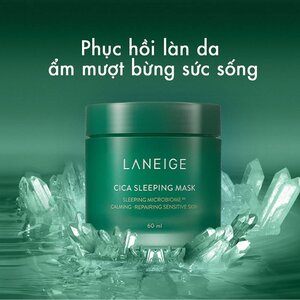 Phục hồi làn da
ẩm mượt bừng sức sống
LANEIGE
CICA SLEEPING MASK
SLEEPING MICROBIOME™
CALMING · REPAIRING SENSITIVE SKIN
60 ml